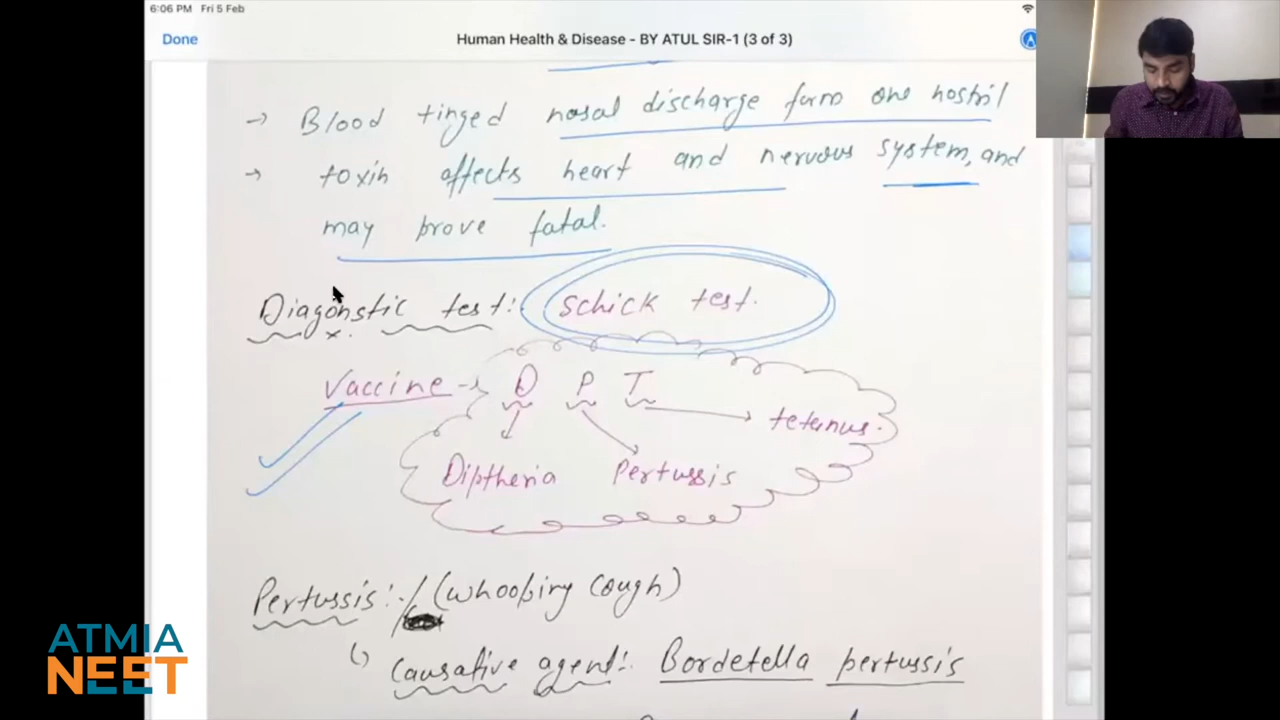 6:06 PM Fri 5 Feb
Done
Human Health & Disease - BY ATUL SIR-1 (3 of 3)
→ Blood tinged nasal discharge form one nostril
→ toxin affects heart and nervous system, and
may prove fatal.
Diagonstic test:- schick test.
Vaccine → D P T
teternus.
Diptheria Pertussis
Pertussis:- (whooping cough)
Causative agent:- Bordetella pertussis
ATMIA
NEET